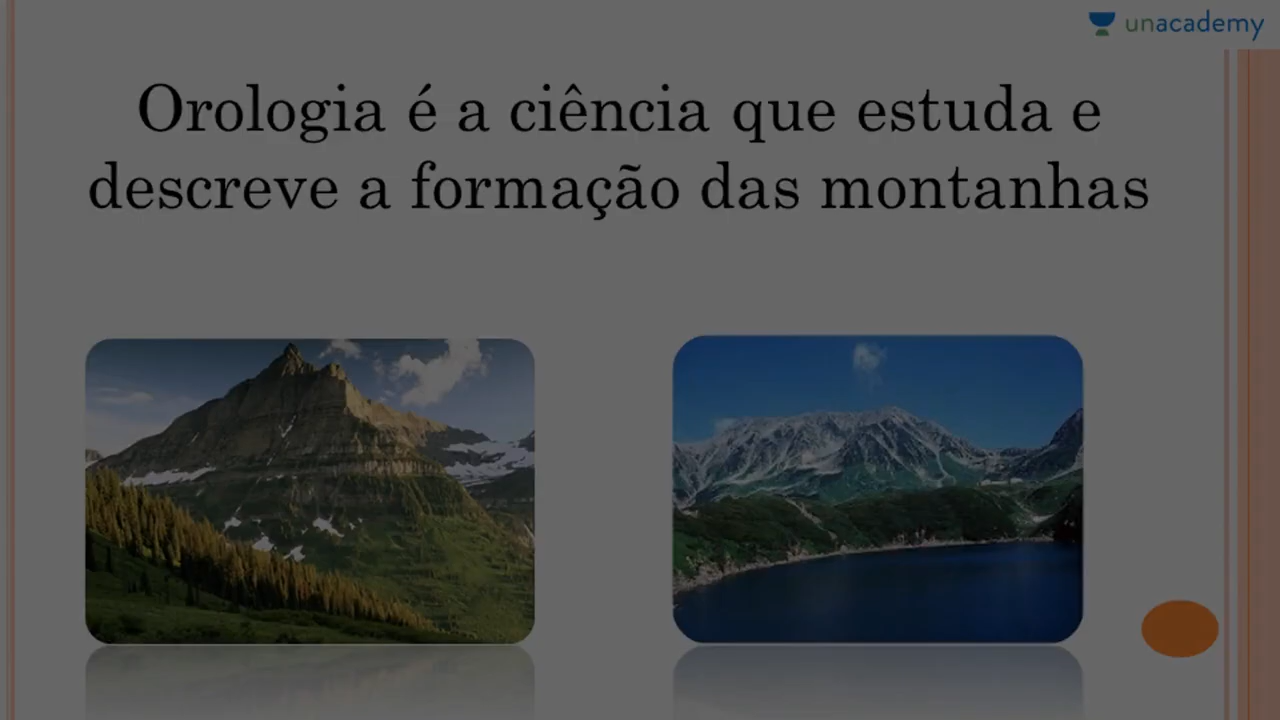 unacademy
Orologia é a ciência que estuda e
descreve a formação das montanhas